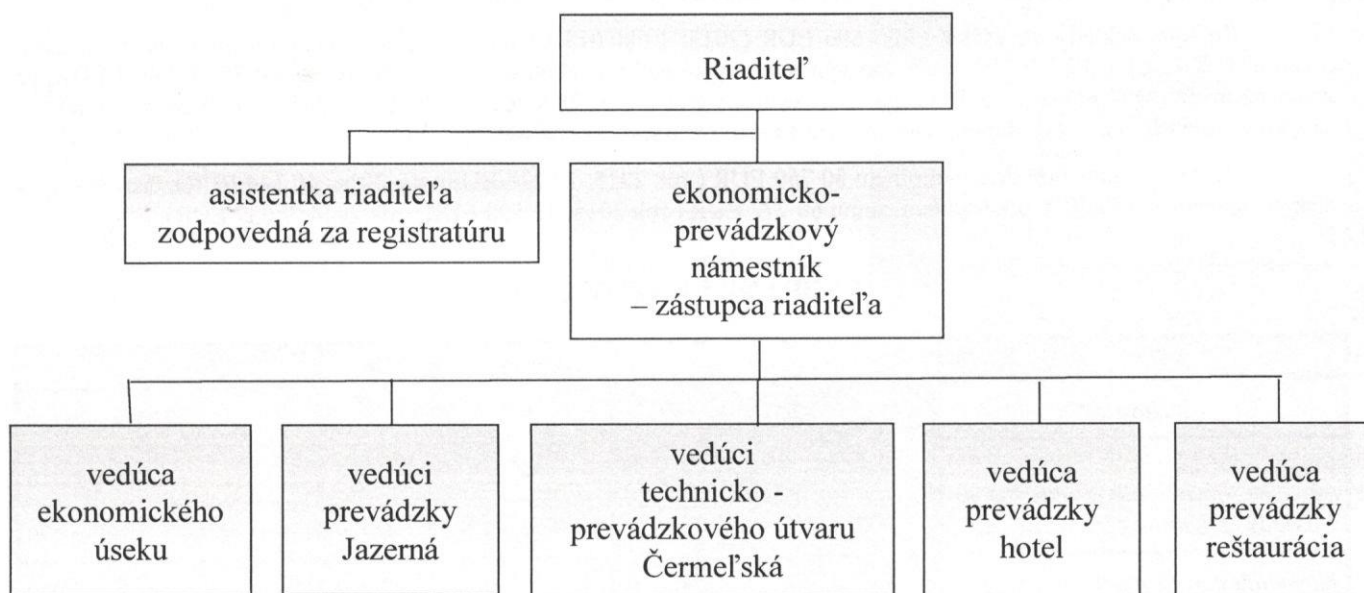 Riaditeľ
asistentka riaditeľa
zodpovedná za registratúru
ekonomicko-
prevádzkový
námestník
– zástupca riaditeľa
vedúca
ekonomického
úseku
vedúci
prevádzky
Jazerná
vedúci
technicko -
prevádzkového útvaru
Čermeľská
vedúca
prevádzky
hotel
vedúca
prevádzky
reštaurácia